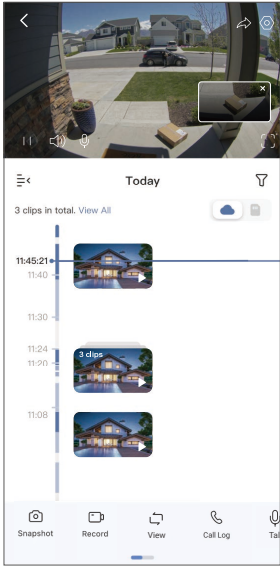 Today
3 clips in total. View All
11:45:21
11:40
11:30
11:24
3 clips
11:20
11:08
Snapshot
Record
View
Call Log
Tal